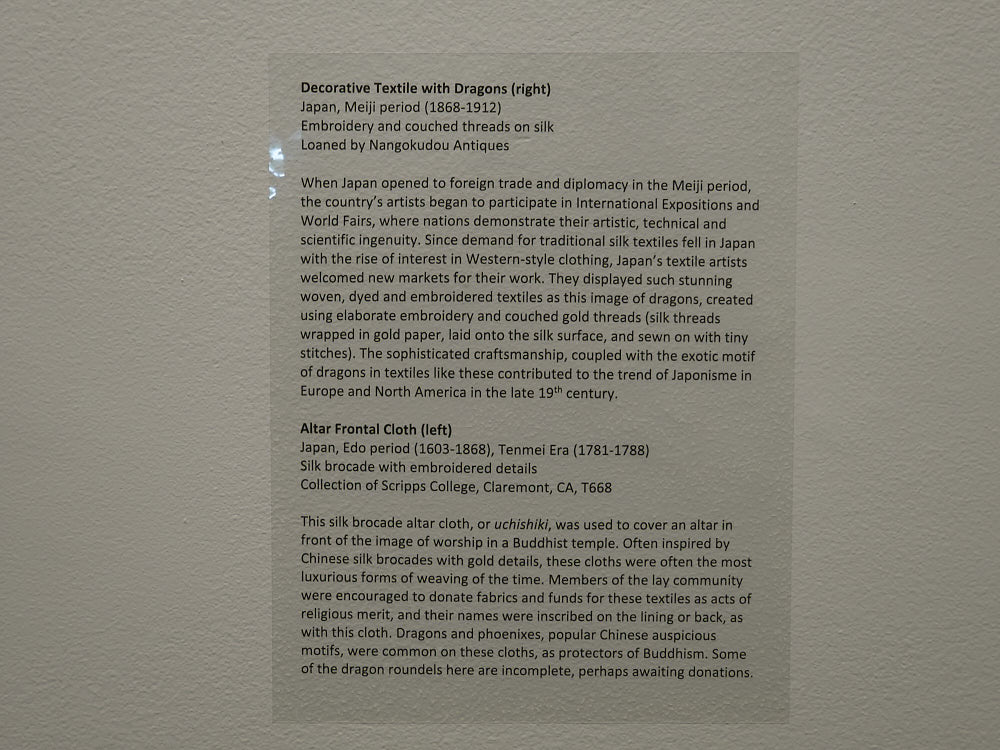 Decorative Textile with Dragons (right)
Japan, Meiji period (1868-1912)
Embroidery and couched threads on silk
Loaned by Nangokudou Antiques
When Japan opened to foreign trade and diplomacy in the Meiji period,
the country's artists began to participate in International Expositions and
World Fairs, where nations demonstrate their artistic, technical and
scientific ingenuity. Since demand for traditional silk textiles fell in Japan
with the rise of interest in Western-style clothing, Japan's textile artists
welcomed new markets for their work. They displayed such stunning
woven, dyed and embroidered textiles as this image of dragons, created
using elaborate embroidery and couched gold threads (silk threads
wrapped in gold paper, laid onto the silk surface, and sewn on with tiny
stitches). The sophisticated craftsmanship, coupled with the exotic motif
of dragons in textiles like these contributed to the trend of Japonisme in
Europe and North America in the late 19th century.
Altar Frontal Cloth (left)
Japan, Edo period (1603-1868), Tenmei Era (1781-1788)
Silk brocade with embroidered details
Collection of Scripps College, Claremont, CA, T668
This silk brocade altar cloth, or uchishiki, was used to cover an altar in
front of the image of worship in a Buddhist temple. Often inspired by
Chinese silk brocades with gold details, these cloths were often the most
luxurious forms of weaving of the time. Members of the lay community
were encouraged to donate fabrics and funds for these textiles as acts of
religious merit, and their names were inscribed on the lining or back, as
with this cloth. Dragons and phoenixes, popular Chinese auspicious
motifs, were common on these cloths, as protectors of Buddhism. Some
of the dragon roundels here are incomplete, perhaps awaiting donations.